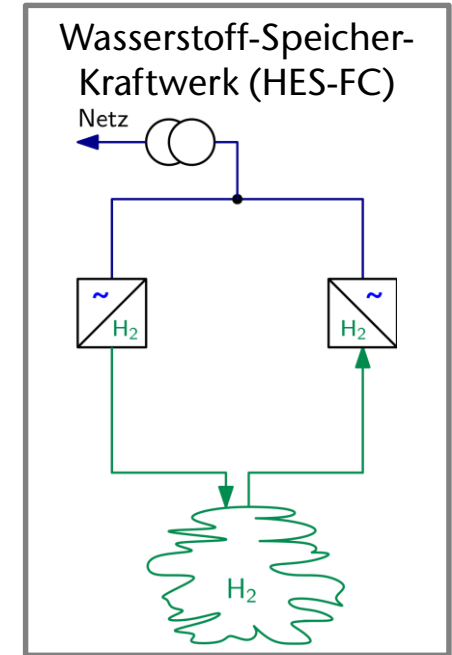 Wasserstoff-Speicher-
Kraftwerk (HES-FC)
Netz
~
H₂
~
H₂
H₂